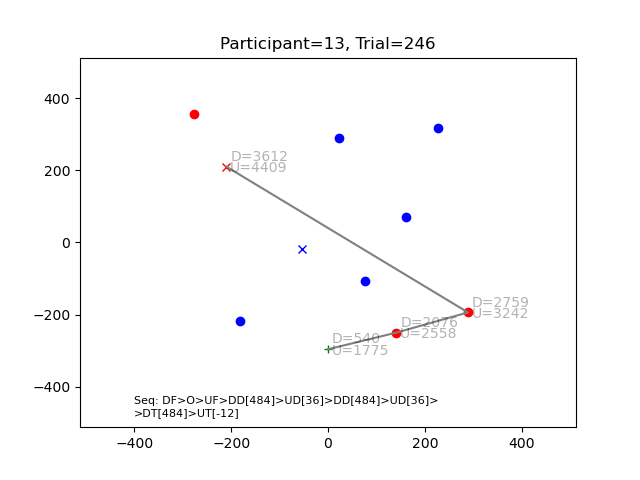 Participant=13, Trial=246
400
200
0
−200
−400
D=3612
U=4409
D=2759
U=3242
D=2076
U=2558
D=540
U=1775
Seq: DF>O>UF>DD[484]>UD[36]>DD[484]>UD[36]>
>DT[484]>UT[-12]
−400 −200 0 200 400